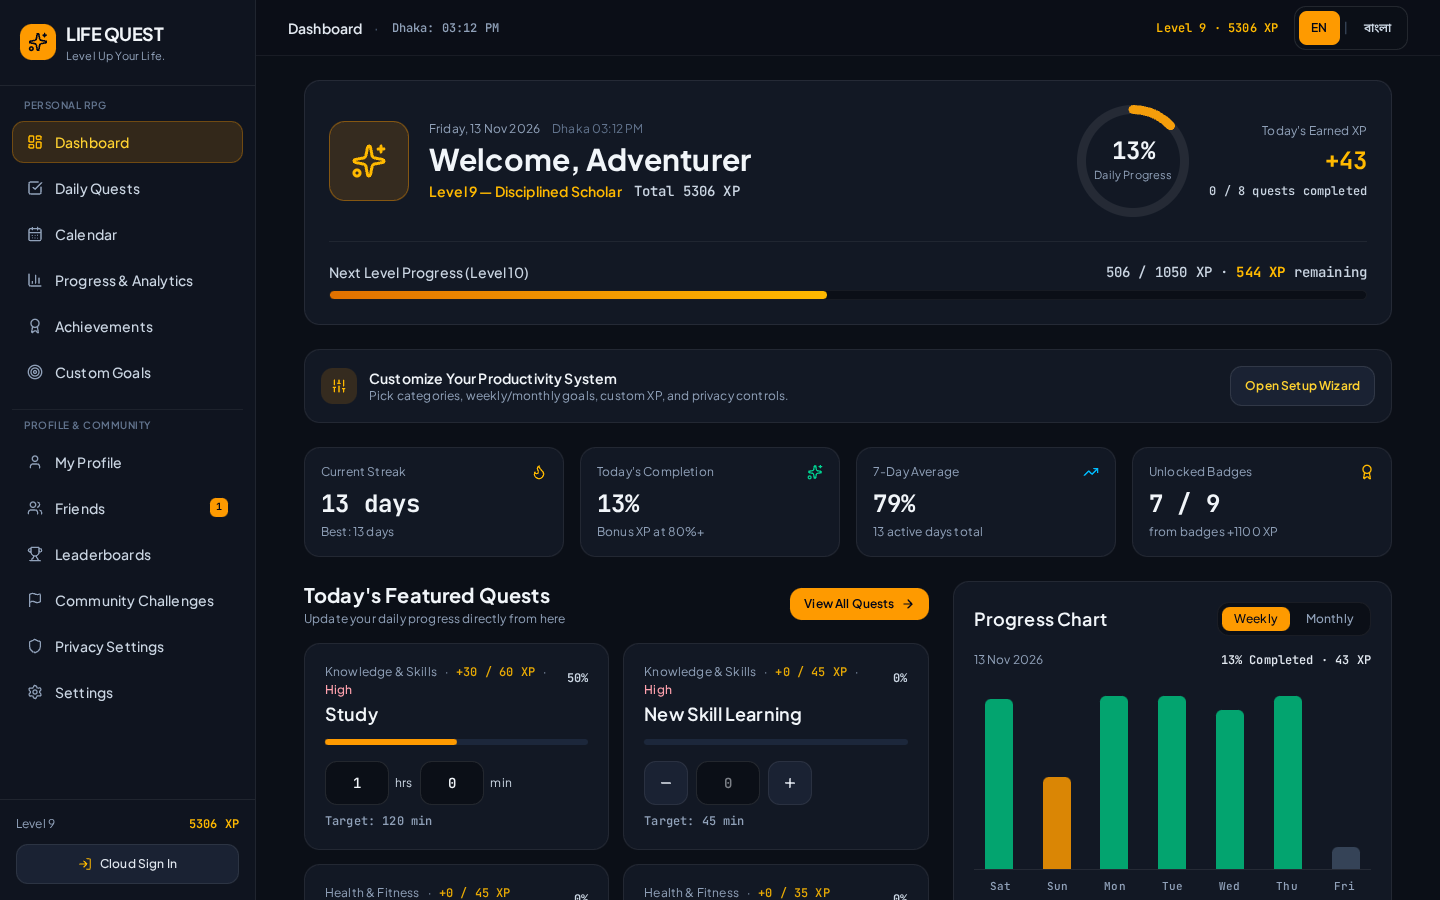 LIFE QUEST
Level Up Your Life.
PERSONAL RPG
Dashboard
Daily Quests
Calendar
Progress & Analytics
Achievements
Custom Goals
PROFILE & COMMUNITY
My Profile
Friends
1
Leaderboards
Community Challenges
Privacy Settings
Settings
Level 9
5306 XP
Cloud Sign In
Dashboard · Dhaka: 03:12 PM
Level 9 · 5306 XP
EN | বাংলা
Friday, 13 Nov 2026 Dhaka 03:12 PM
Welcome, Adventurer
Level 9 — Disciplined Scholar Total 5306 XP
13%
Daily Progress
Today's Earned XP
+43
0 / 8 quests completed
Next Level Progress (Level 10)
506 / 1050 XP · 544 XP remaining
Customize Your Productivity System
Pick categories, weekly/monthly goals, custom XP, and privacy controls.
Open Setup Wizard
Current Streak
13 days
Best: 13 days
Today's Completion
13%
Bonus XP at 80%+
7-Day Average
79%
13 active days total
Unlocked Badges
7 / 9
from badges +1100 XP
Today's Featured Quests
Update your daily progress directly from here
View All Quests
Knowledge & Skills · +30 / 60 XP ·
High
50%
Study
1 hrs 0 min
Target: 120 min
Knowledge & Skills · +0 / 45 XP ·
High
0%
New Skill Learning
− 0 +
Target: 45 min
Health & Fitness · +0 / 45 XP
0%
Health & Fitness · +0 / 35 XP
0%
Progress Chart
Weekly
Monthly
13 Nov 2026
13% Completed · 43 XP
Sat Sun Mon Tue Wed Thu Fri